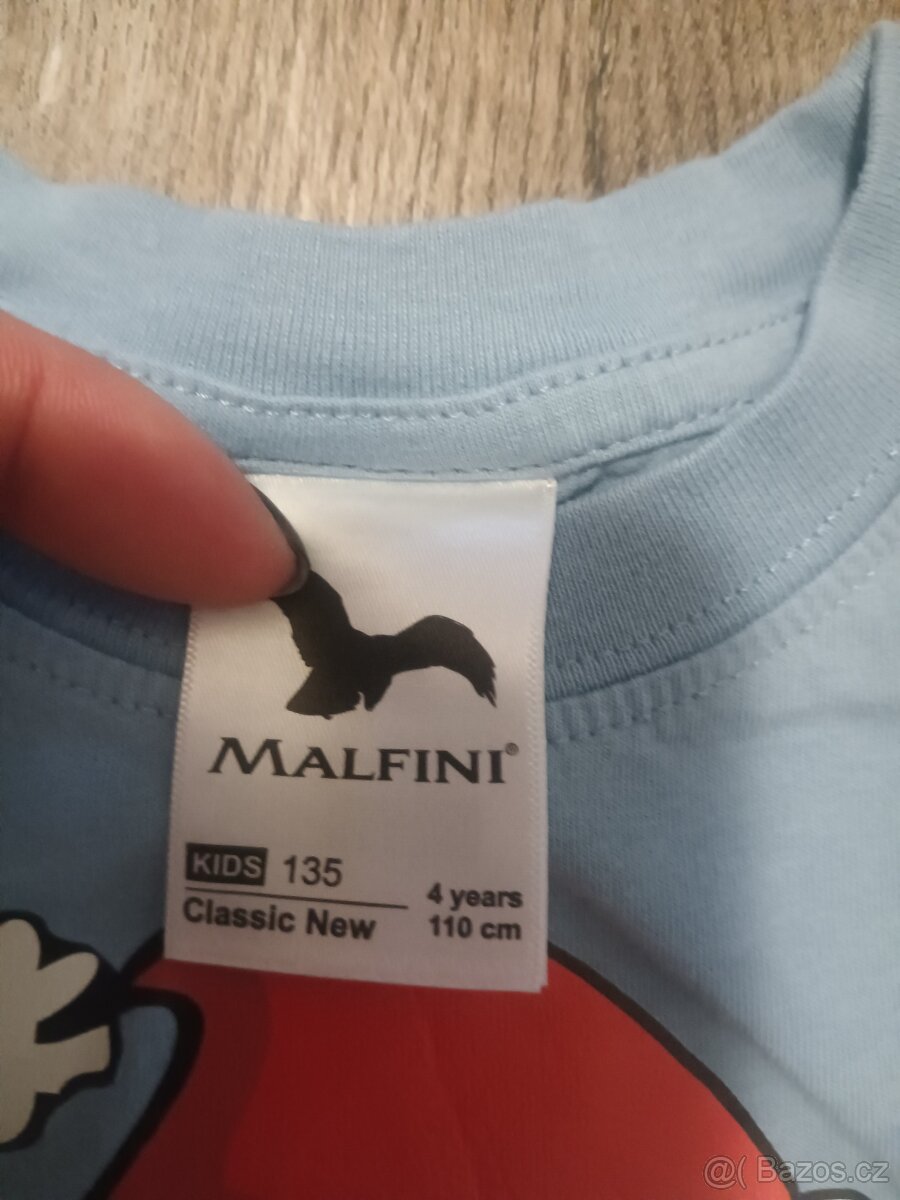 MALFINI®
KIDS 135
Classic New
4 years
110 cm
@( Bazos.cz